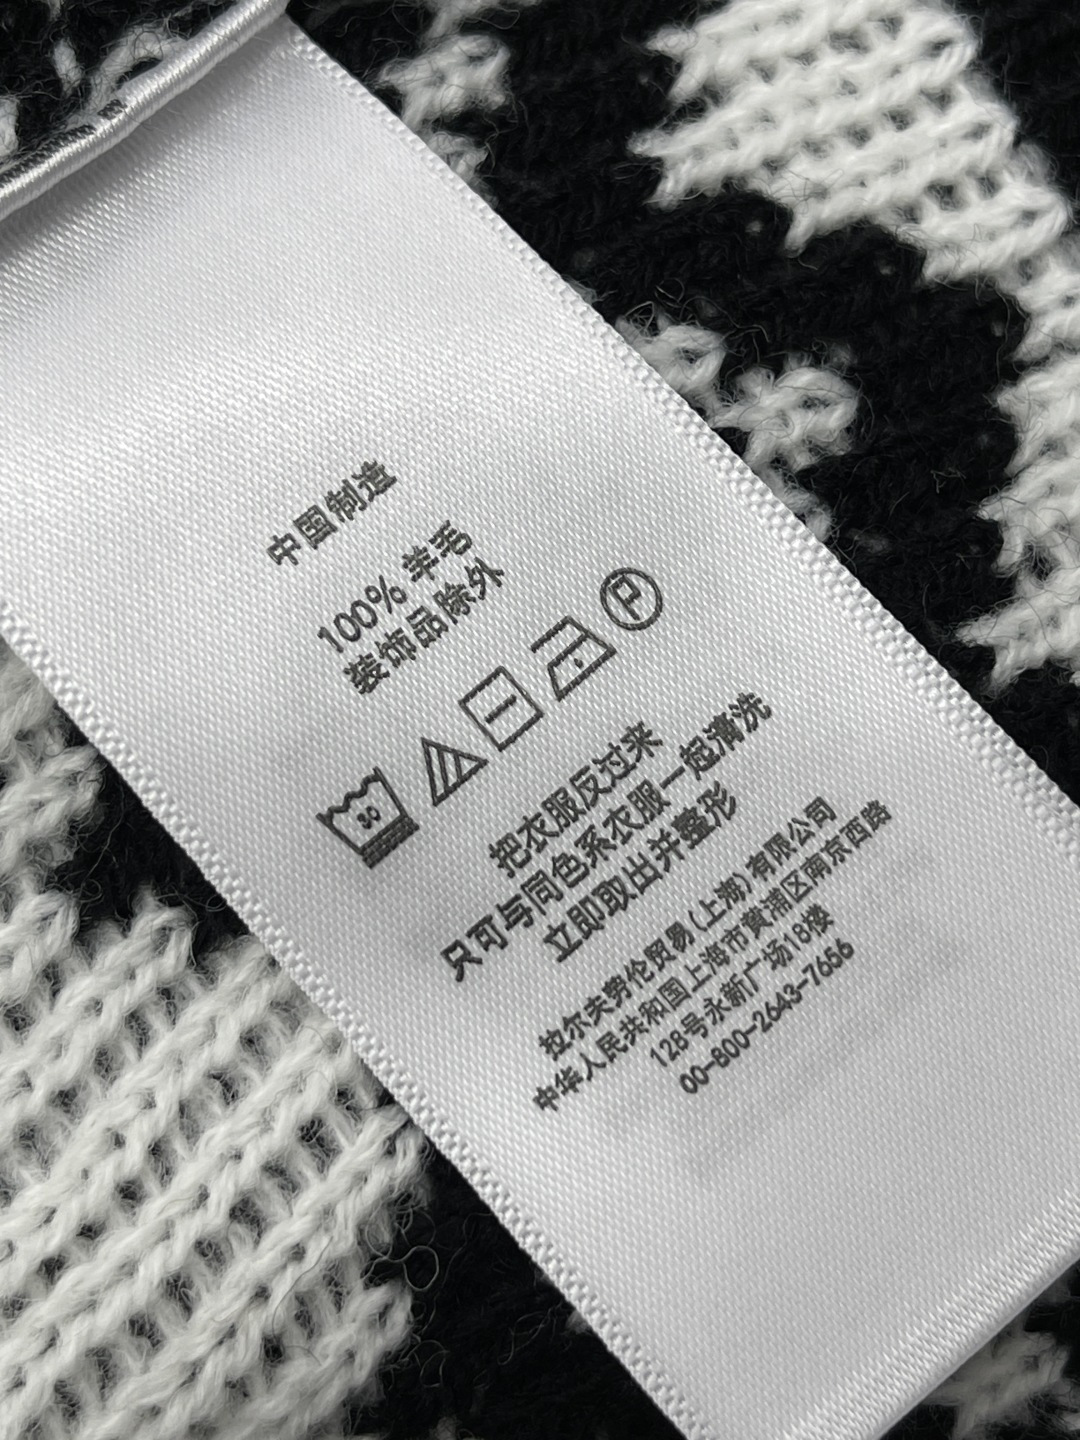 中国制造
100% 羊毛
装饰品除外
30
P
把衣服反过来
只可与同色系衣服一起清洗
立即取出并整形
拉尔夫劳伦贸易(上海)有限公司
中华人民共和国上海市黄浦区南京西路
128号永新广场18楼
00-800-2643-7656